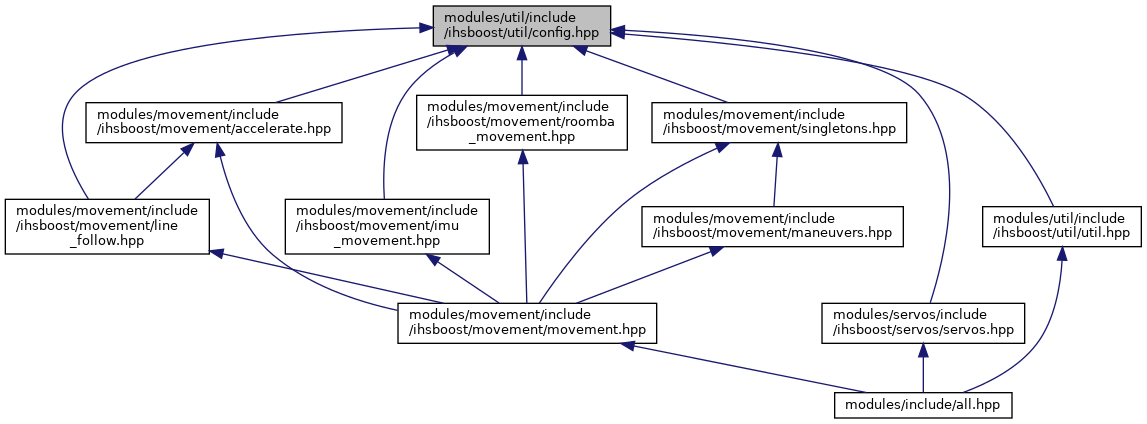 modules/util/include
/ihsboost/util/config.hpp
modules/movement/include
/ihsboost/movement/accelerate.hpp
modules/movement/include
/ihsboost/movement/roomba
_movement.hpp
modules/movement/include
/ihsboost/movement/singletons.hpp
modules/movement/include
/ihsboost/movement/line
_follow.hpp
modules/movement/include
/ihsboost/movement/imu
_movement.hpp
modules/movement/include
/ihsboost/movement/maneuvers.hpp
modules/util/include
/ihsboost/util/util.hpp
modules/movement/include
/ihsboost/movement/movement.hpp
modules/servos/include
/ihsboost/servos/servos.hpp
modules/include/all.hpp